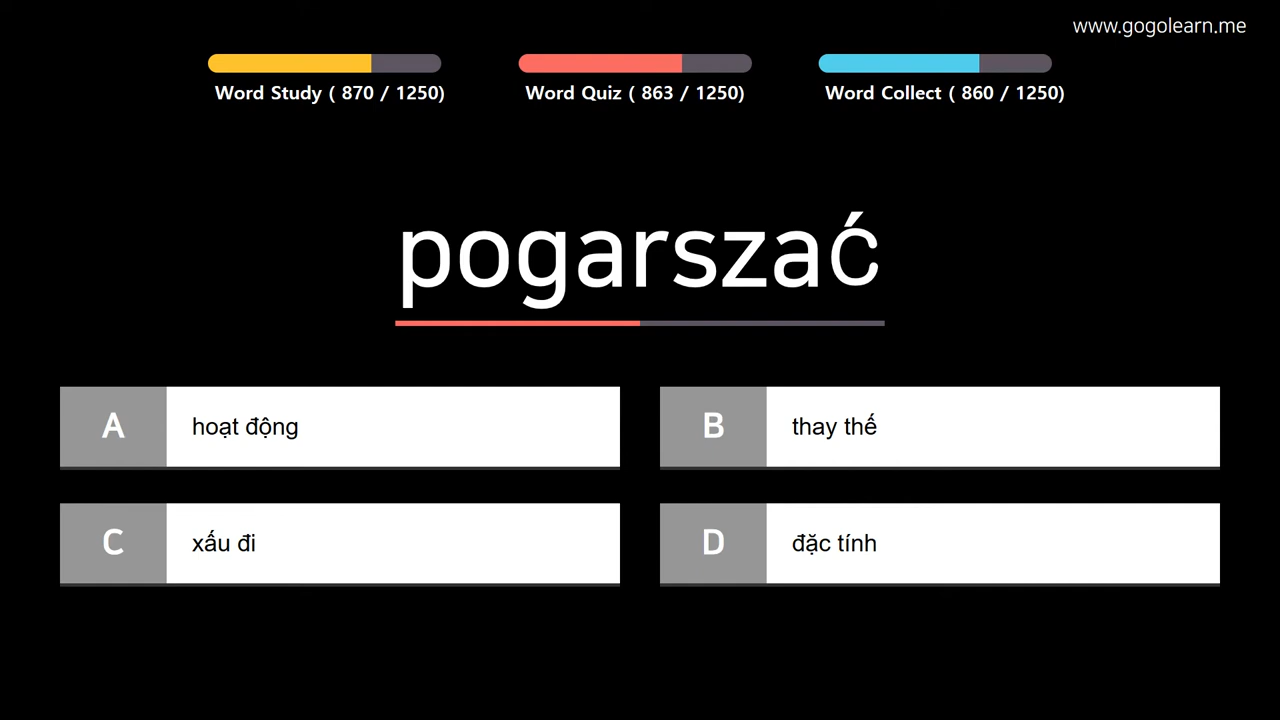 www.gogolearn.me
Word Study ( 870 / 1250)
Word Quiz ( 863 / 1250)
Word Collect ( 860 / 1250)
pogarszać
A hoạt động
B thay thế
C xấu đi
D đặc tính